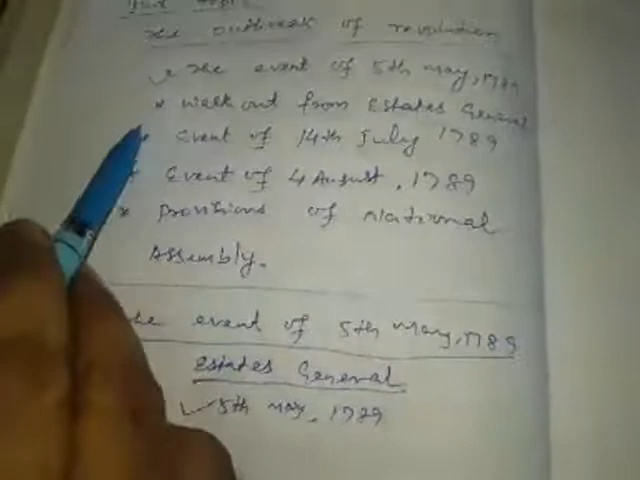 The outbreak of revolution
The event of 5th may, 1789
* Walk out from Estates General
* Event of 14th july 1789
* Event of 4 August, 1789
* Provisions of National
Assembly.
The event of 5th May, 1789
Estates General
5th May, 1789